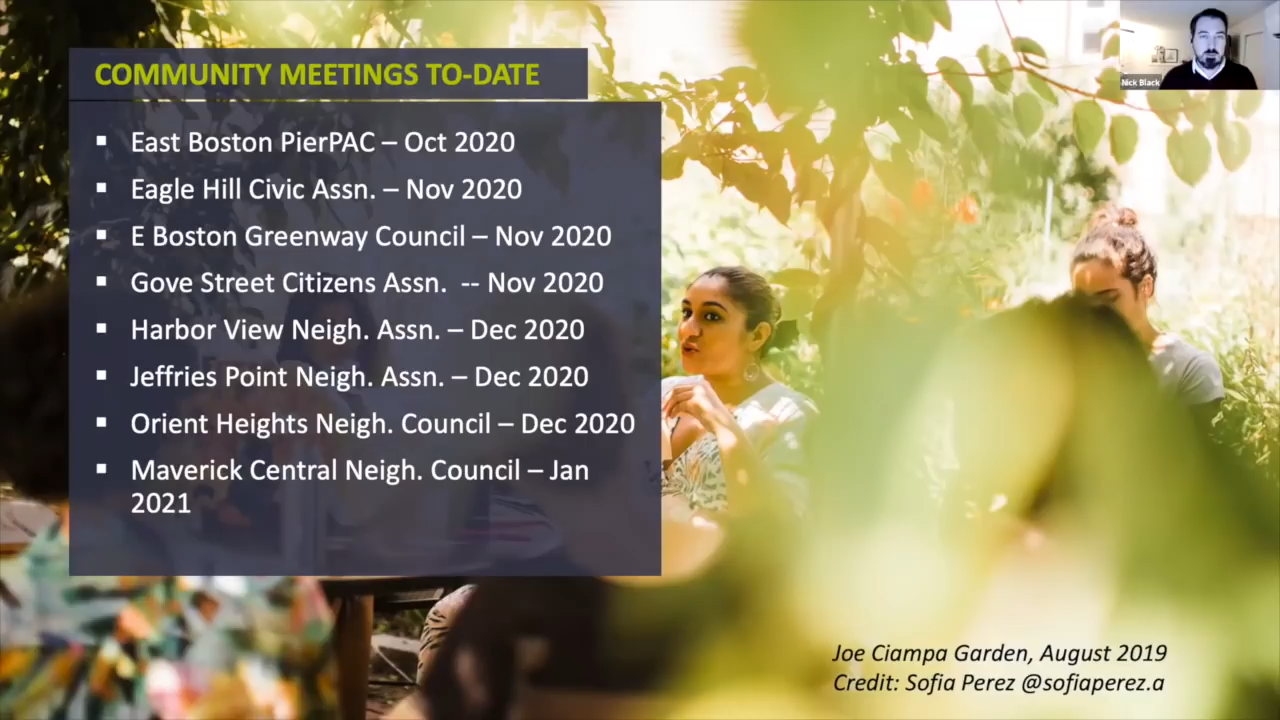 COMMUNITY MEETINGS TO-DATE
▪ East Boston PierPAC – Oct 2020
▪ Eagle Hill Civic Assn. – Nov 2020
▪ E Boston Greenway Council – Nov 2020
▪ Gove Street Citizens Assn.  -- Nov 2020
▪ Harbor View Neigh. Assn. – Dec 2020
▪ Jeffries Point Neigh. Assn. – Dec 2020
▪ Orient Heights Neigh. Council – Dec 2020
▪ Maverick Central Neigh. Council – Jan
2021
Nick Black
Joe Ciampa Garden, August 2019
Credit: Sofia Perez @sofiaperez.a